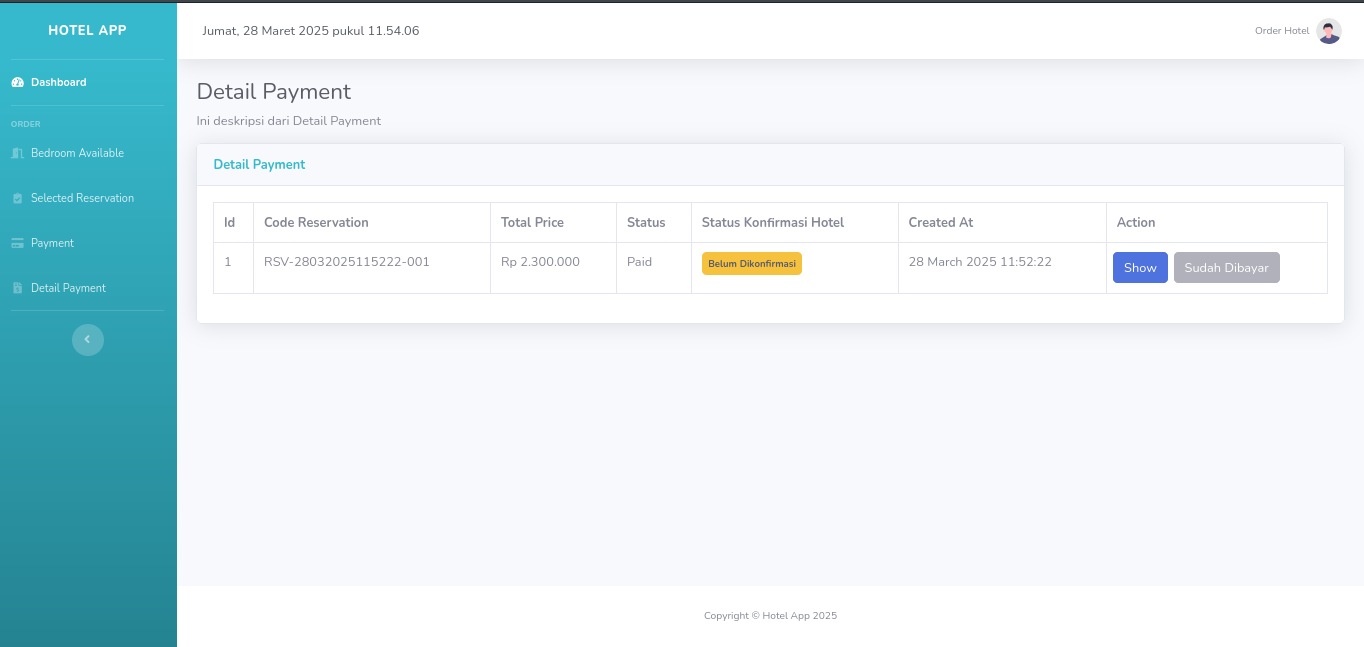 HOTEL APP
Jumat, 28 Maret 2025 pukul 11.54.06
Order Hotel
Dashboard
ORDER
Bedroom Available
Selected Reservation
Payment
Detail Payment
Detail Payment
Ini deskripsi dari Detail Payment
Detail Payment
Id Code Reservation Total Price Status Status Konfirmasi Hotel Created At Action
1 RSV-28032025115222-001 Rp 2.300.000 Paid Belum Dikonfirmasi 28 March 2025 11:52:22 Show Sudah Dibayar
Copyright © Hotel App 2025